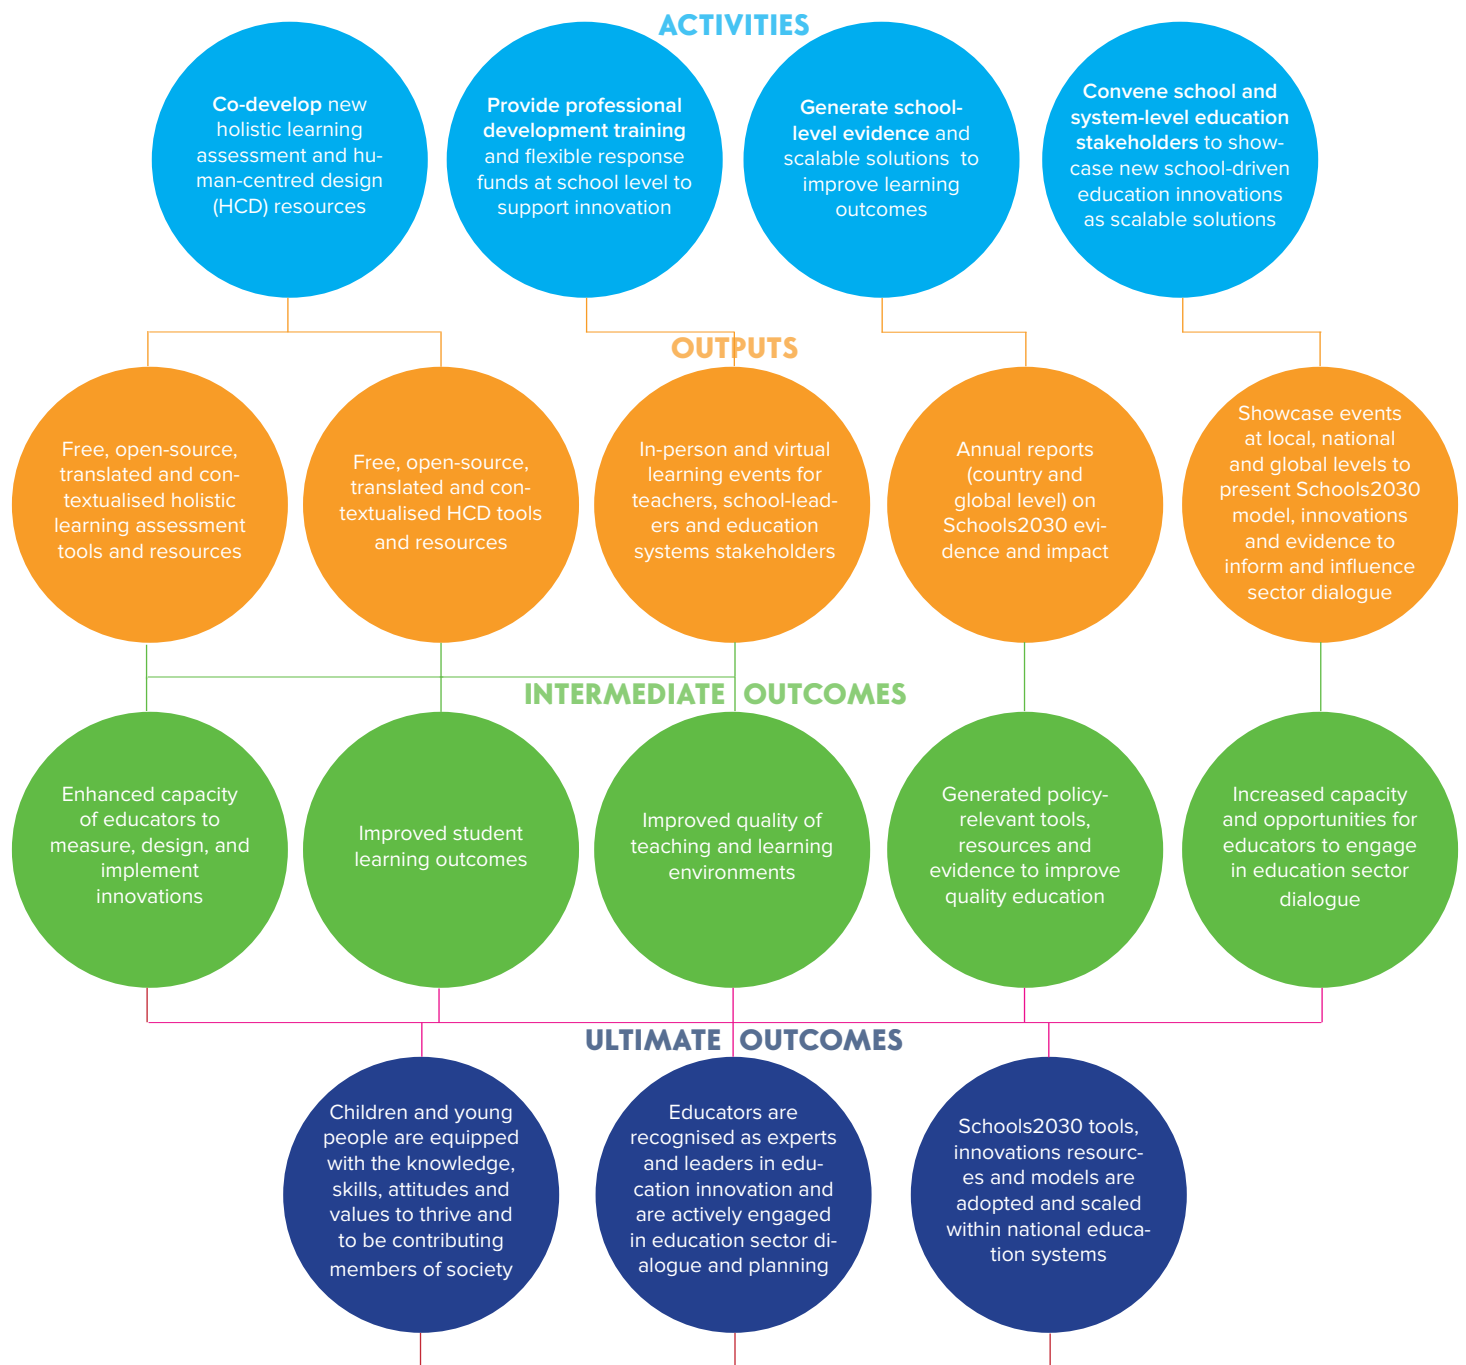 ACTIVITIES
Co-develop new
holistic learning
assessment and hu-
man-centred design
(HCD) resources
Provide professional
development training
and flexible response
funds at school level to
support innovation
Generate school-
level evidence and
scalable solutions to
improve learning
outcomes
Convene school and
system-level education
stakeholders to show-
case new school-driven
education innovations
as scalable solutions
OUTPUTS
Free, open-source,
translated and con-
textualised holistic
learning assessment
tools and resources
Free, open-source,
translated and con-
textualised HCD tools
and resources
In-person and virtual
learning events for
teachers, school-lead-
ers and education
systems stakeholders
Annual reports
(country and
global level) on
Schools2030 evi-
dence and impact
Showcase events
at local, national
and global levels to
present Schools2030
model, innovations
and evidence to
inform and influence
sector dialogue
INTERMEDIATE OUTCOMES
Enhanced capacity
of educators to
measure, design, and
implement
innovations
Improved student
learning outcomes
Improved quality of
teaching and learning
environments
Generated policy-
relevant tools,
resources and
evidence to improve
quality education
Increased capacity
and opportunities for
educators to engage
in education sector
dialogue
ULTIMATE OUTCOMES
Children and young
people are equipped
with the knowledge,
skills, attitudes and
values to thrive and
to be contributing
members of society
Educators are
recognised as experts
and leaders in edu-
cation innovation and
are actively engaged
in education sector di-
alogue and planning
Schools2030 tools,
innovations resourc-
es and models are
adopted and scaled
within national educa-
tion systems